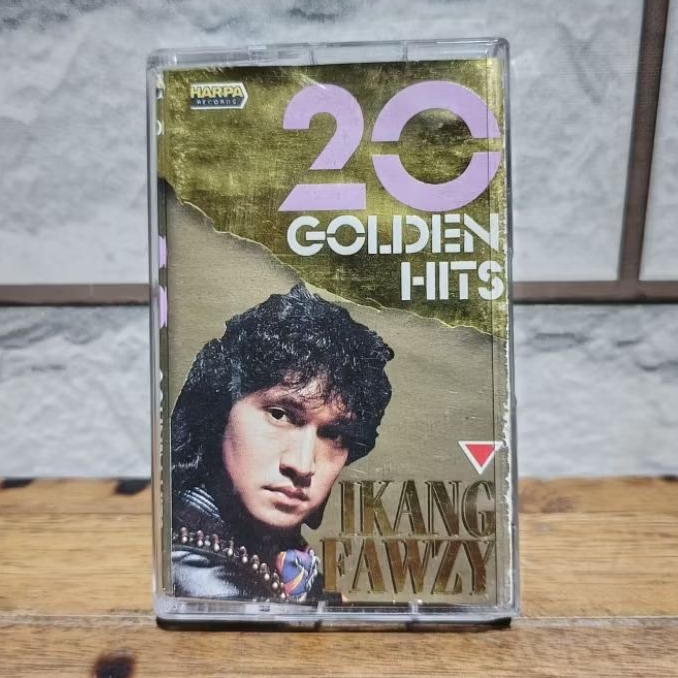 HARPA
RECORDS
20
GOLDEN
HITS
IKANG
FAWZY